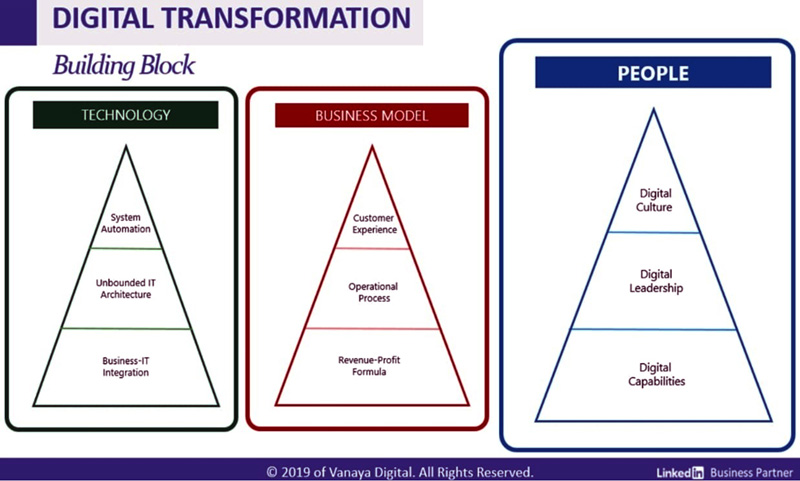 DIGITAL TRANSFORMATION
Building Block
TECHNOLOGY
System
Automation
Unbounded IT
Architecture
Business-IT
Integration
BUSINESS MODEL
Customer
Experience
Operational
Process
Revenue-Profit
Formula
PEOPLE
Digital
Culture
Digital
Leadership
Digital
Capabilities
© 2019 of Vanaya Digital. All Rights Reserved.
Linked in Business Partner